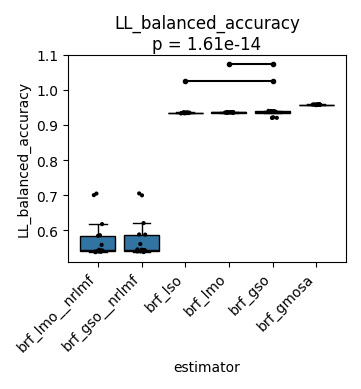 LL_balanced_accuracy
p = 1.61e-14
1.1
1.0
0.9
0.8
0.7
0.6
LL_balanced_accuracy
brf_lmo__nrlmf
brf_gso__nrlmf
brf_lso
brf_lmo
brf_gso
brf_gmosa
estimator